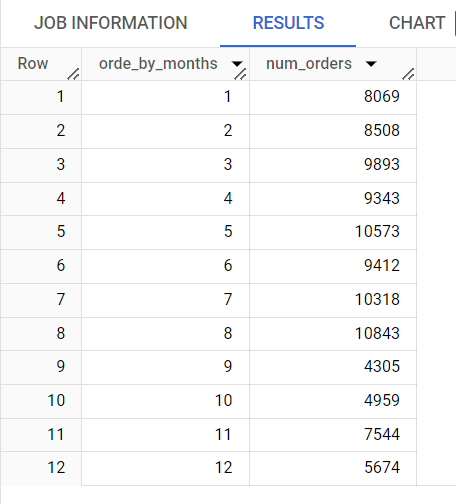 JOB INFORMATION RESULTS CHART
Row orde_by_months num_orders
1 1 8069
2 2 8508
3 3 9893
4 4 9343
5 5 10573
6 6 9412
7 7 10318
8 8 10843
9 9 4305
10 10 4959
11 11 7544
12 12 5674